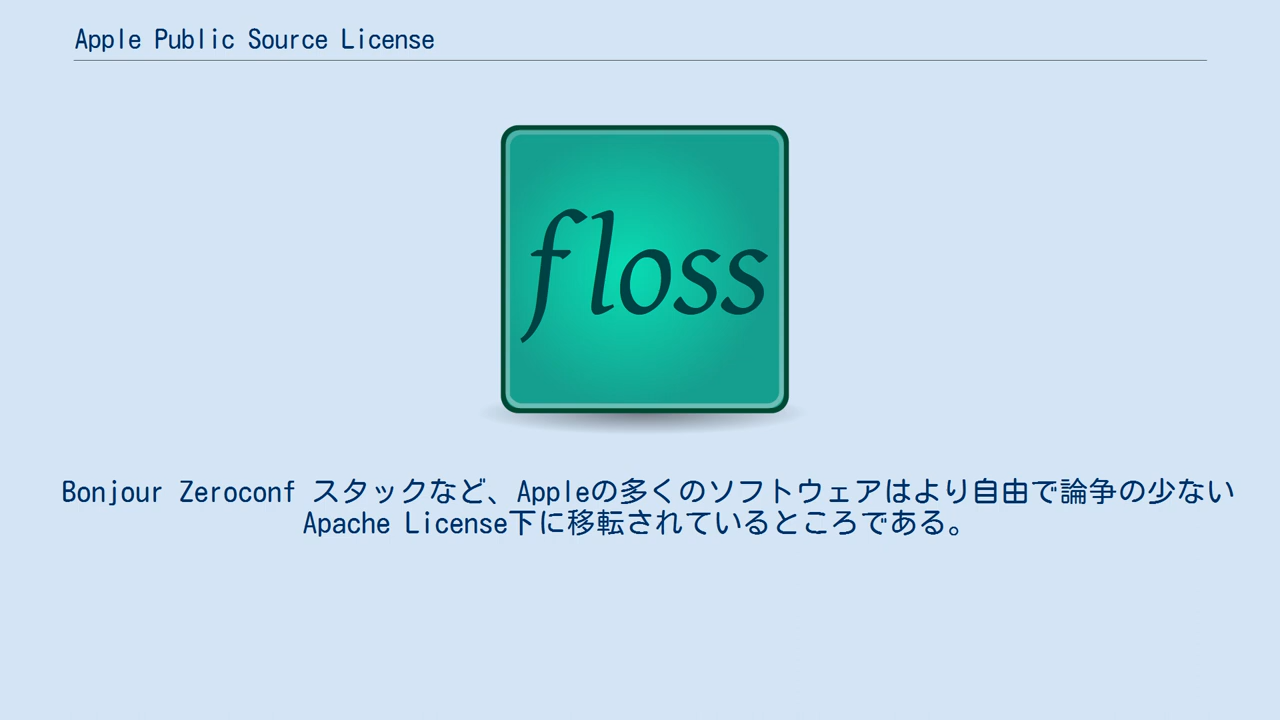 Apple Public Source License
floss
Bonjour Zeroconf スタックなど、Appleの多くのソフトウェアはより自由で論争の少ない
Apache License下に移転されているところである。